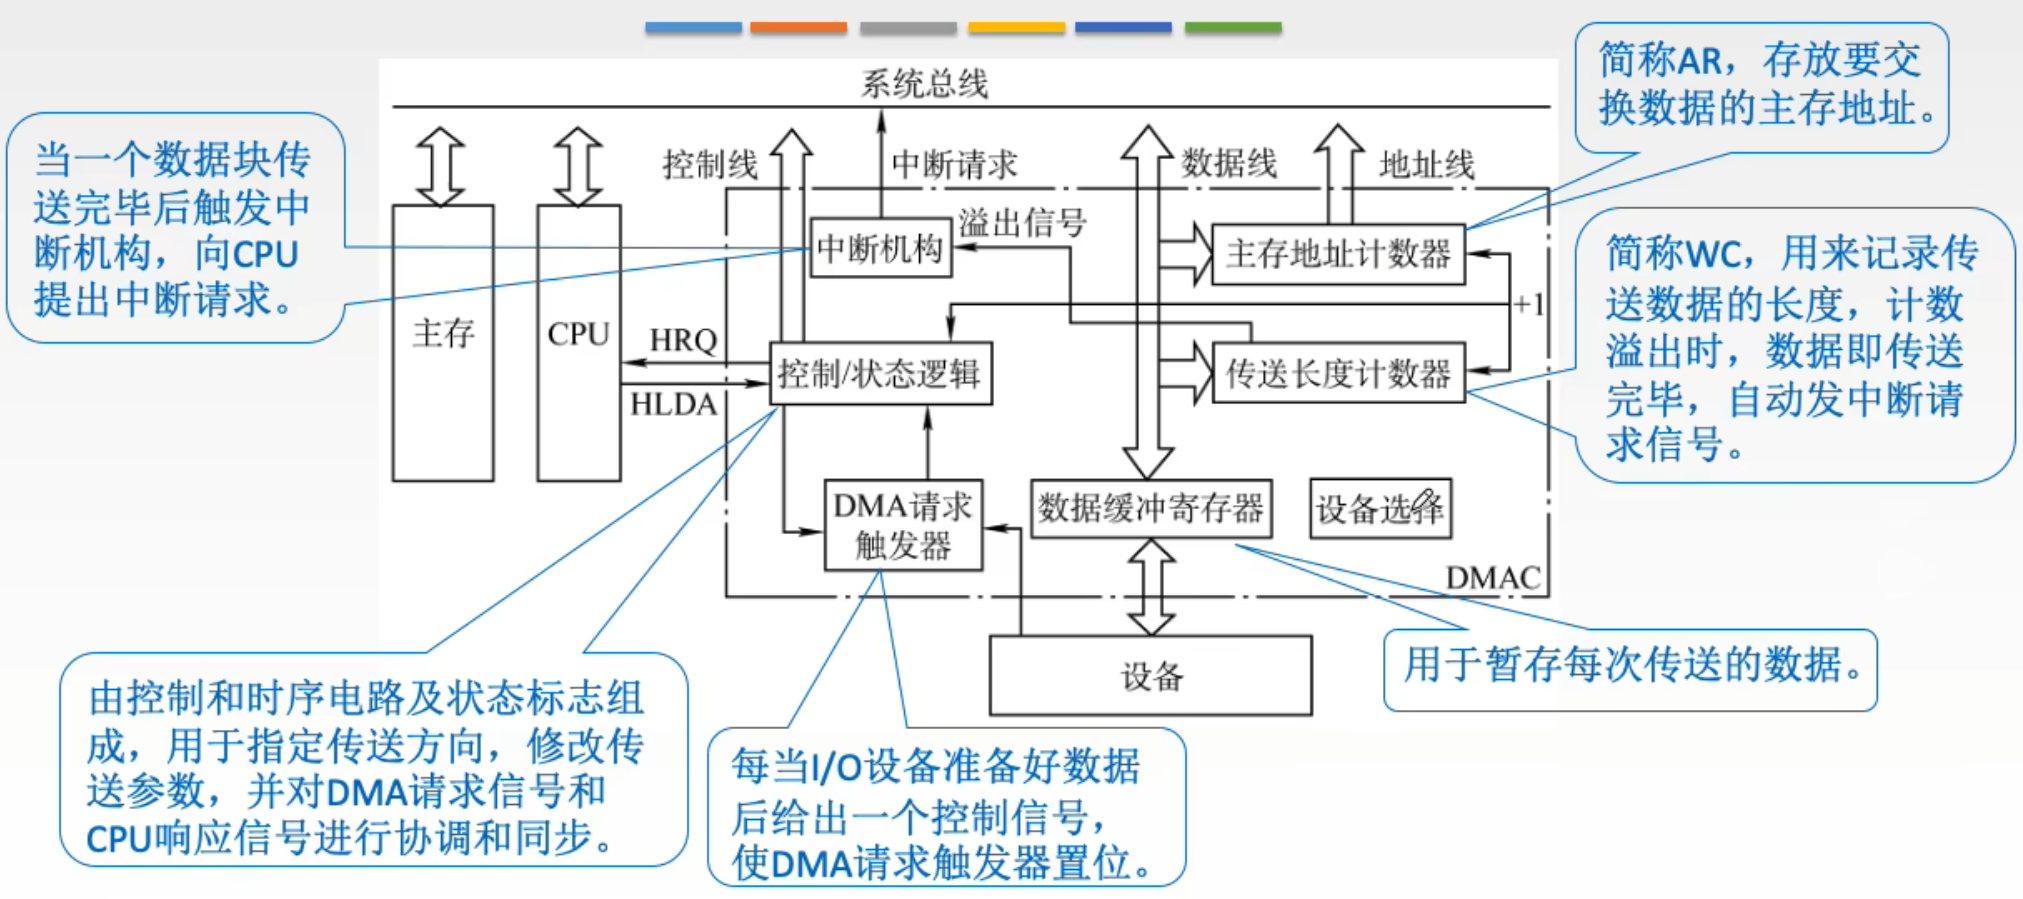 系统总线
简称AR，存放要交
换数据的主存地址。
当一个数据块传
送完毕后触发中
断机构，向CPU
提出中断请求。
控制线
中断请求
数据线
地址线
溢出信号
中断机构
主存地址计数器
简称WC，用来记录传
送数据的长度，计数
溢出时，数据即传送
完毕，自动发中断请
求信号。
+1
主存
CPU
HRQ
HLDA
控制/状态逻辑
传送长度计数器
DMA请求
触发器
数据缓冲寄存器
设备选择
DMAC
设备
用于暂存每次传送的数据。
由控制和时序电路及状态标志组
成，用于指定传送方向，修改传
送参数，并对DMA请求信号和
CPU响应信号进行协调和同步。
每当I/O设备准备好数据
后给出一个控制信号，
使DMA请求触发器置位。